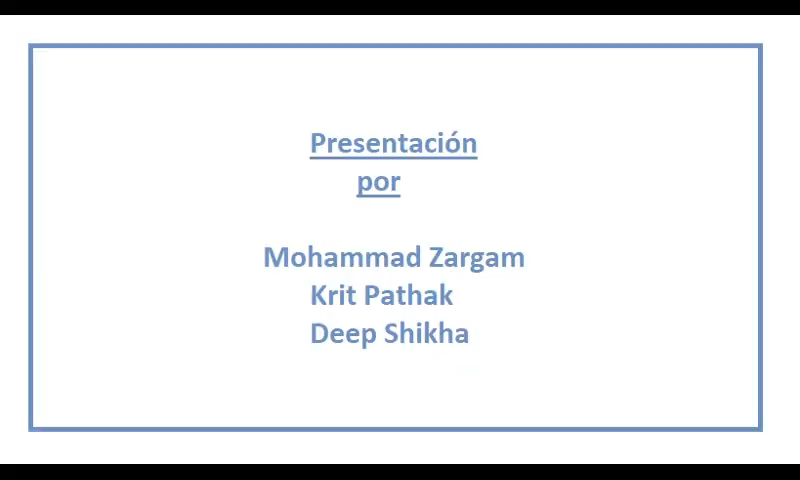 Presentación
por
Mohammad Zargam
Krit Pathak
Deep Shikha